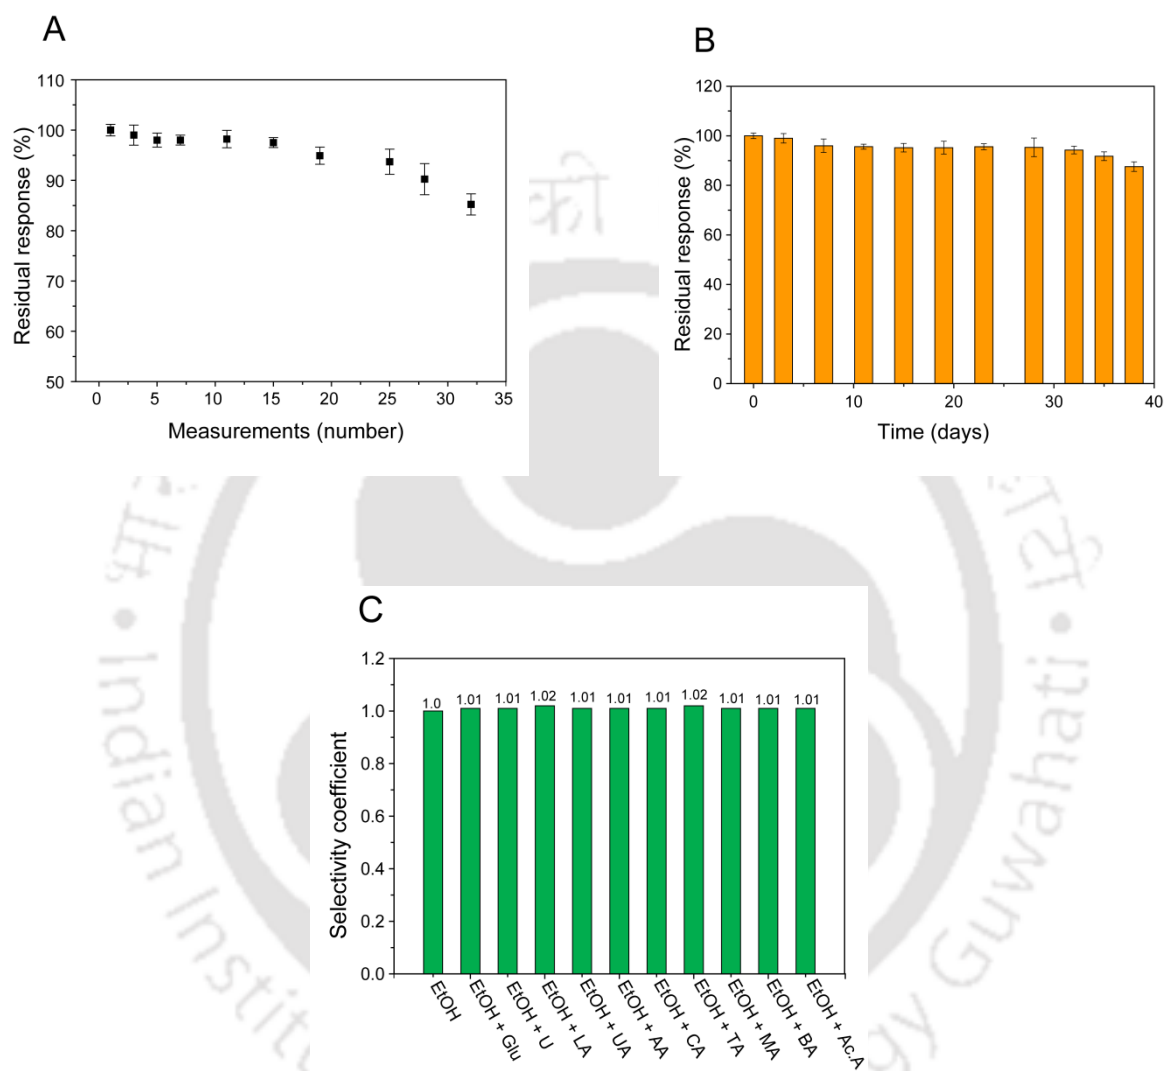 A
110
100
90
80
70
60
50
Residual response (%)
0 5 10 15 20 25 30 35
Measurements (number)
B
120
100
80
60
40
20
0
Residual response (%)
0 10 20 30 40
Time (days)
की
C
1.2
1.0
0.8
0.6
0.4
0.2
0.0
Selectivity coefficient
1.0 1.01 1.01 1.02 1.01 1.01 1.01 1.02 1.01 1.01 1.01
EtOH
EtOH + Glu
EtOH + U
EtOH + LA
EtOH + UA
EtOH + AA
EtOH + CA
EtOH + TA
EtOH + MA
EtOH + BA
EtOH + Ac.A
Indian
Guwahati